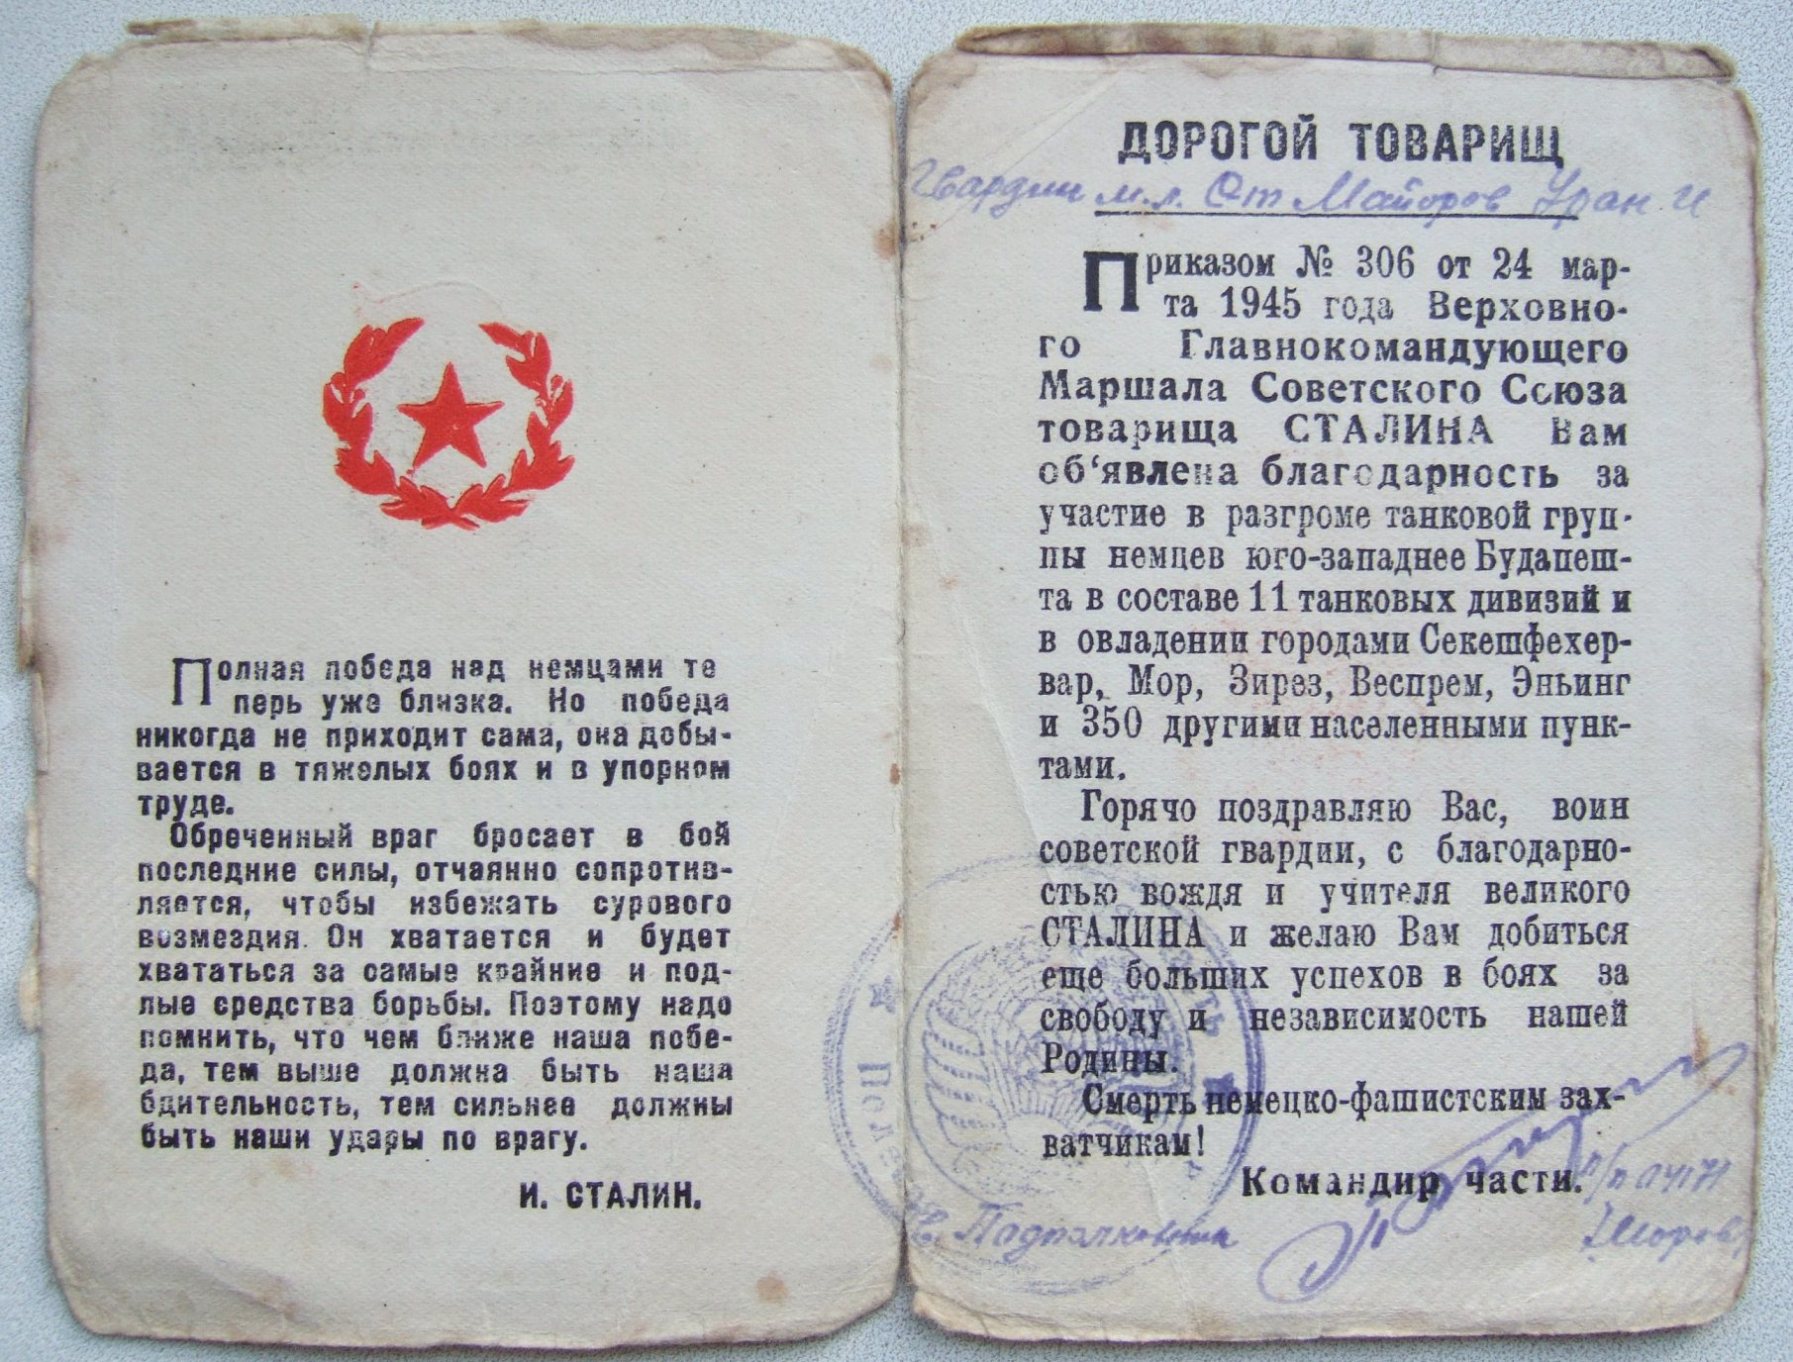 Полная победа над немцами те
перь уже близка. Но победа
никогда не приходит сама, она добы-
вается в тяжелых боях и в упорном
труде.
Обреченный враг бросает в бой
последние силы, отчаянно сопротив-
ляется, чтобы избежать сурового
возмездия. Он хватается и будет
хвататься за самые крайние и под-
лые средства борьбы. Поэтому надо
помнить, что чем ближе наша побе-
да, тем выше должна быть наша
бдительность, тем сильнее должны
быть наши удары по врагу.
И. СТАЛИН.
ДОРОГОЙ ТОВАРИЩ
Гвардии м.л. Майоров
Приказом № 306 от 24 мар-
та 1945 года Верховно-
го Главнокомандующего
Маршала Советского Союза
товарища СТАЛИНА Вам
об‘явлена благодарность за
участие в разгроме танковой груп-
пы немцев юго-западнее Будапеш-
та в составе 11 танковых дивизий и
в овладении городами Секешфехер-
вар, Мор, Зирез, Веспрем, Эньинг
и 350 другими населенными пунк-
тами.
Горячо поздравляю Вас, воин
советской гвардии, с благодарно-
стью вождя и учителя великого
СТАЛИНА и желаю Вам добиться
еще больших успехов в боях за
свободу и независимость нашей
Родины.
Смерть немецко-фашистским зах-
ватчикам!
Командир части.
Гв. Подполковник